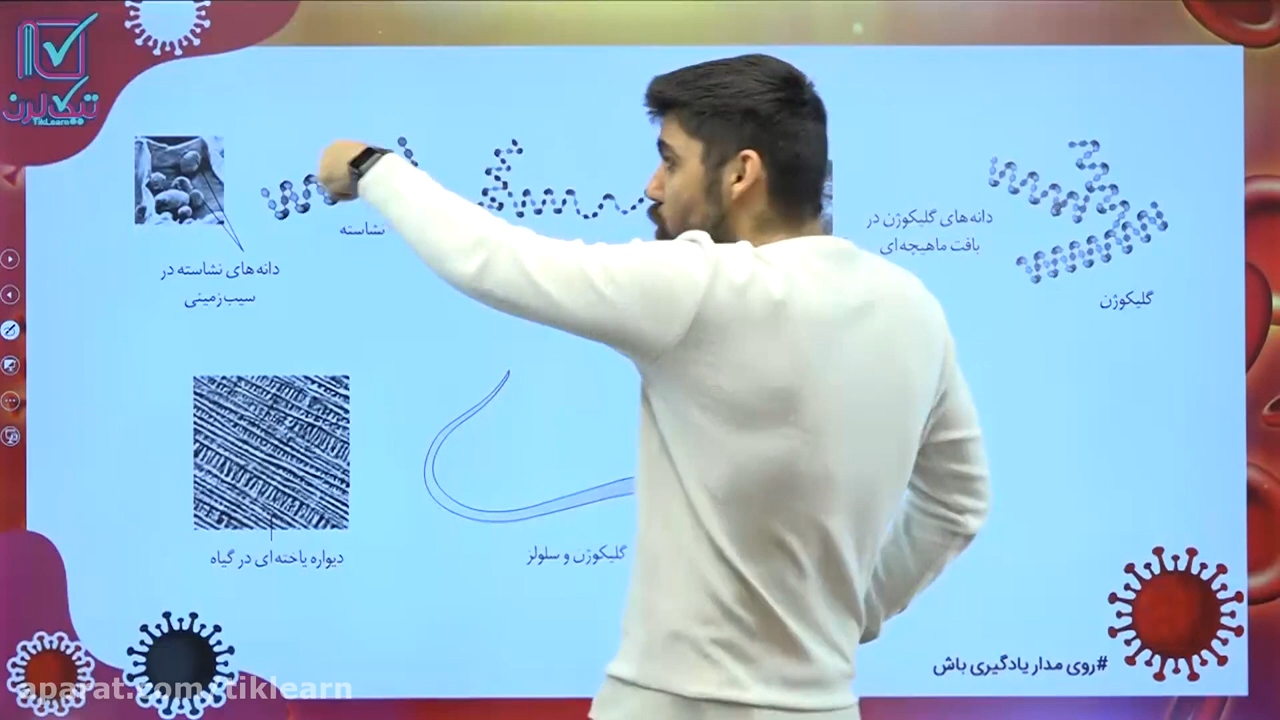 تیک لرن
TikLearn
نشاسته
دانه‌های نشاسته در
سیب‌زمینی
دانه‌های گلیکوژن در
بافت ماهیچه‌ای
گلیکوژن
دیواره یاخته‌ای در گیاه
گلیکوژن و سلولز
#روی مدار یادگیری باش
aparat.com/tiklearn